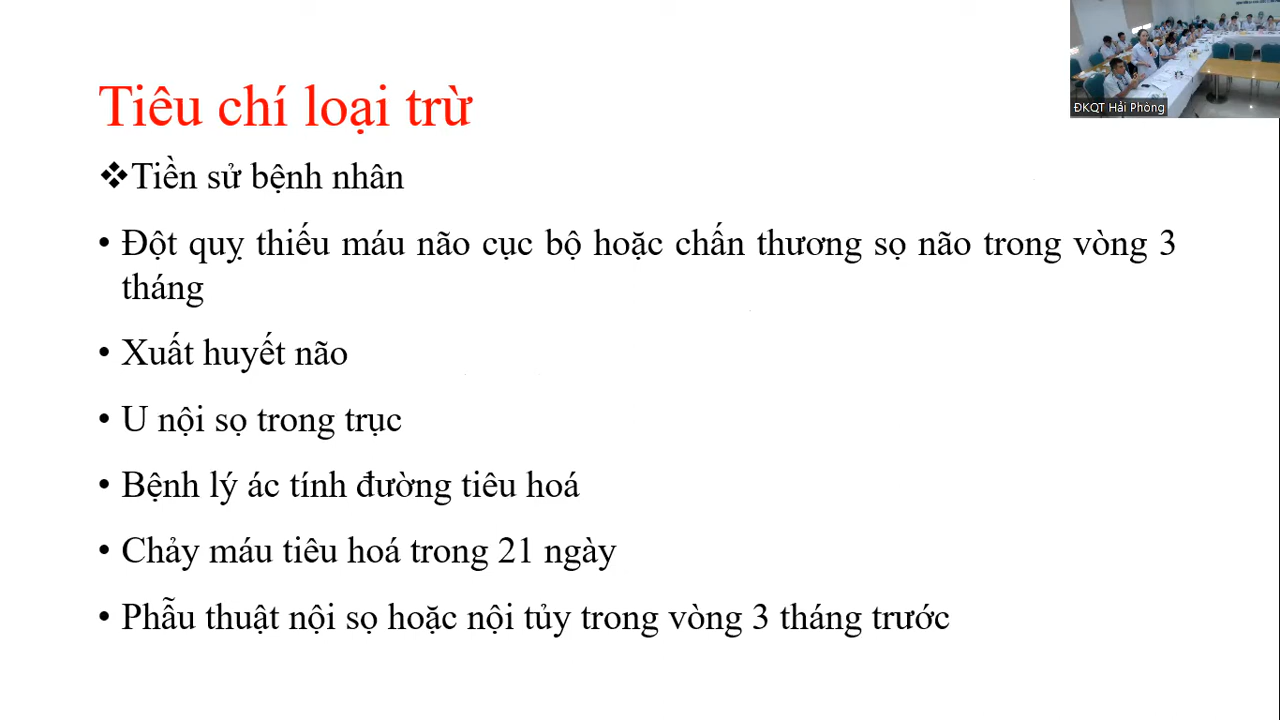 ĐKQT Hải Phòng
Tiêu chí loại trừ
❖Tiền sử bệnh nhân
• Đột quỵ thiếu máu não cục bộ hoặc chấn thương sọ não trong vòng 3
tháng
• Xuất huyết não
• U nội sọ trong trục
• Bệnh lý ác tính đường tiêu hoá
• Chảy máu tiêu hoá trong 21 ngày
• Phẫu thuật nội sọ hoặc nội tủy trong vòng 3 tháng trước